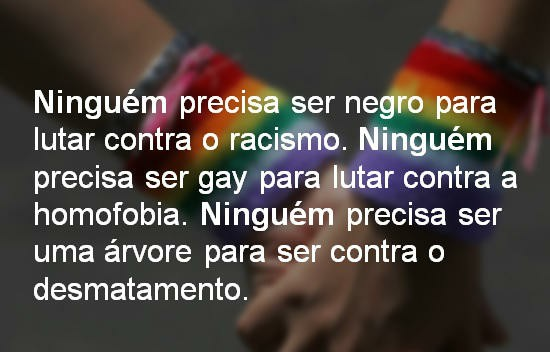 Ninguém precisa ser negro para
lutar contra o racismo. Ninguém
precisa ser gay para lutar contra a
homofobia. Ninguém precisa ser
uma árvore para ser contra o
desmatamento.